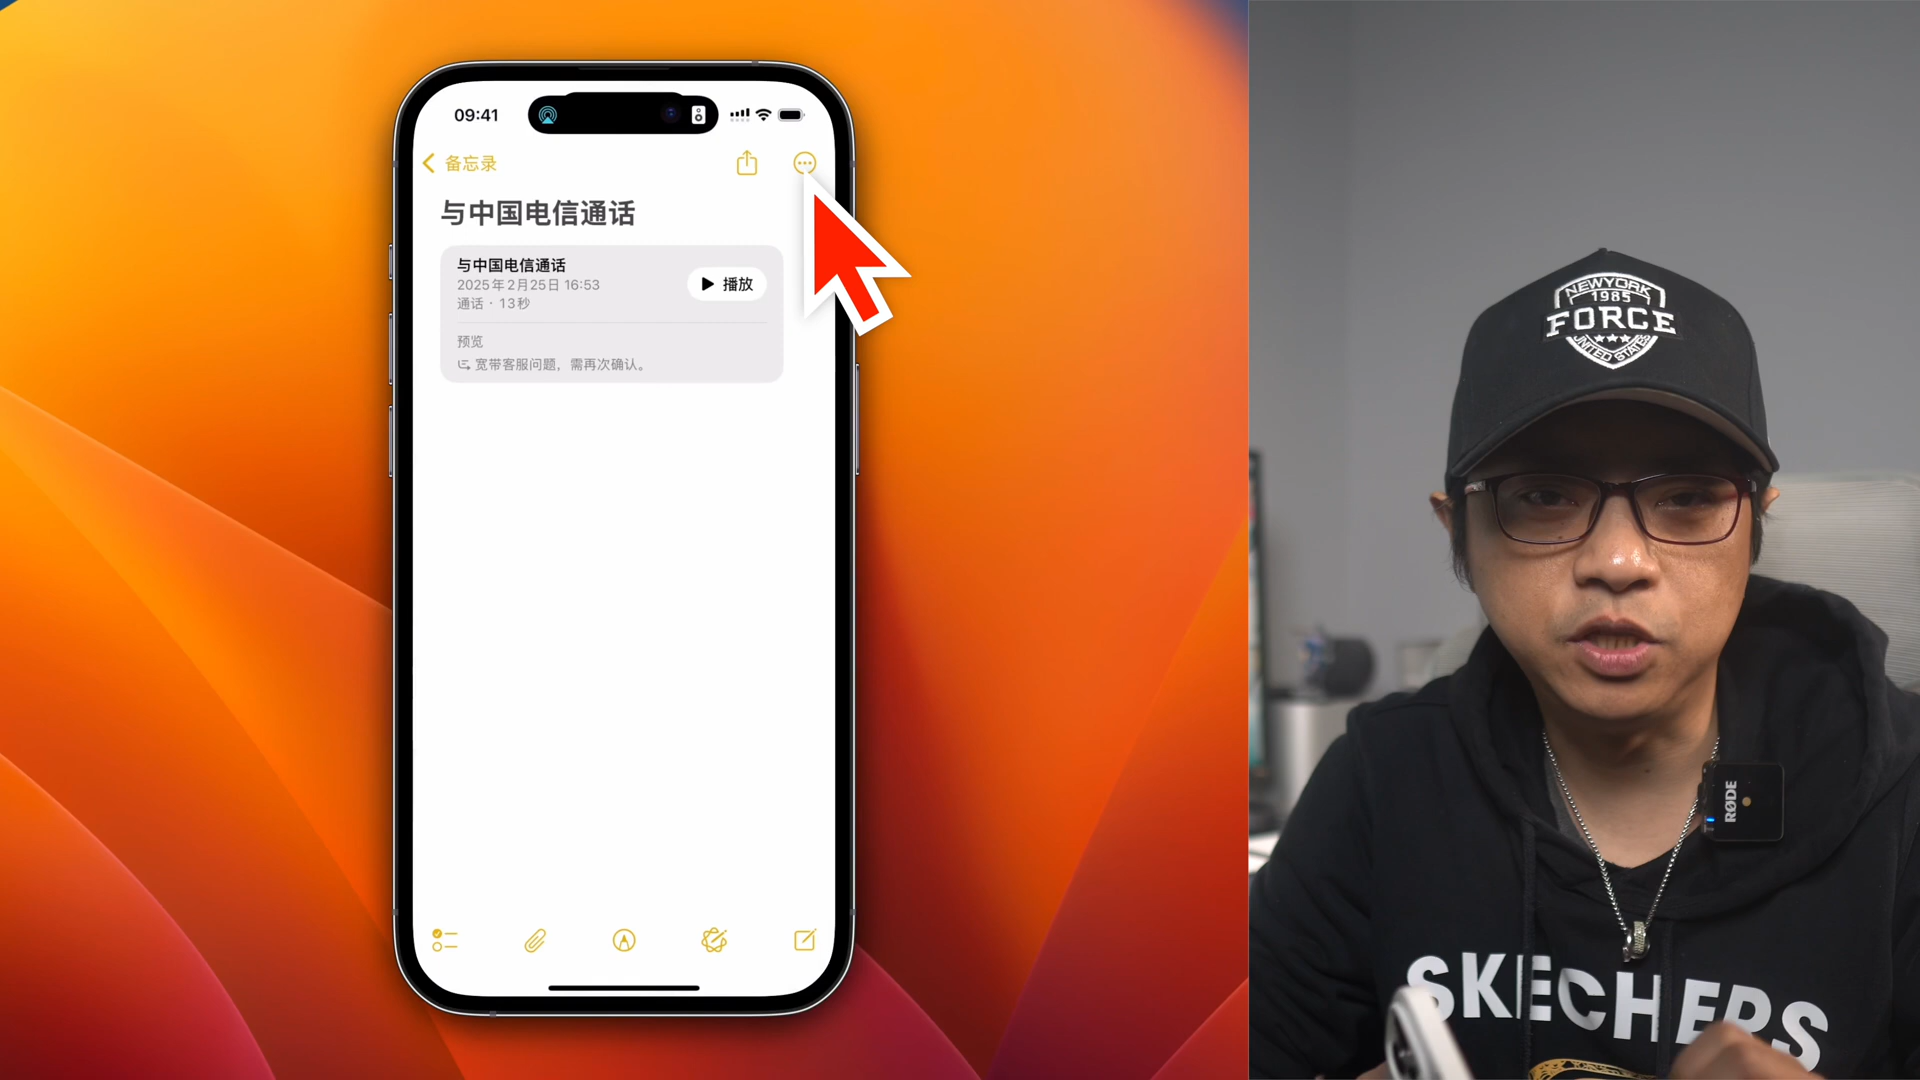 09:41
备忘录
与中国电信通话
与中国电信通话
2025年2月25日 16:53
通话 · 13秒
播放
预览
宽带客服问题，需再次确认。
NEWYORK
1985
FORCE
UNITED STATES
RØDE
SKECHERS